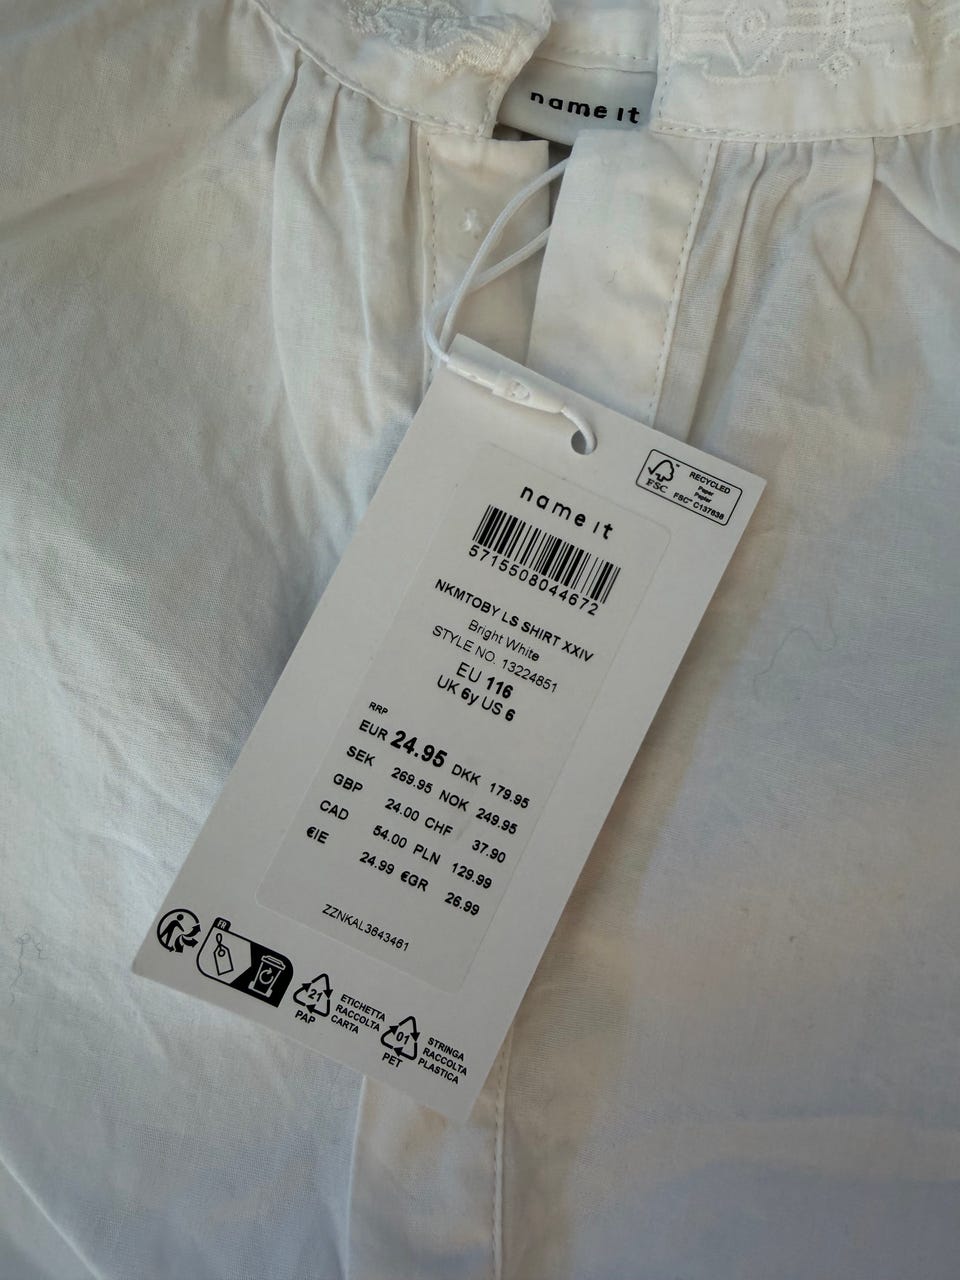 name it
FSC
RECYCLED
Paper
Papier
FSC™ C137838
name it
5715508044672
NKMTOBY LS SHIRT XXIV
Bright White
STYLE NO. 13224851
EU 116
UK 6y US 6
RRP
EUR 24.95 DKK 179.95
SEK 269.95 NOK 249.95
GBP 24.00 CHF 37.90
CAD 54.00 PLN 129.99
€IE 24.99 €GR 26.99
ZZNKAL3643461
FR
21
PAP
ETICHETTA
RACCOLTA
CARTA
01
PET
STRINGA
RACCOLTA
PLASTICA